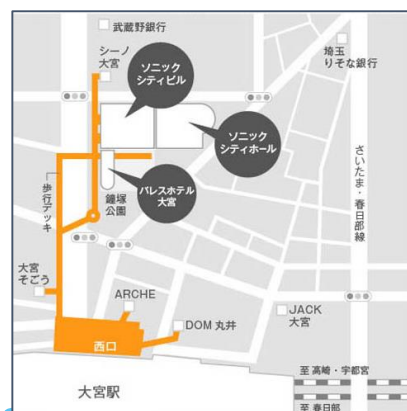 武蔵野銀行
シーノ
大宮
ソニック
シティビル
埼玉
りそな銀行
ソニック
シティホール
パレスホテル
大宮
鐘塚
公園
歩行デッキ
さいたま・春日部線
大宮
そごう
ARCHE
DOM 丸井
JACK
大宮
西口
大宮駅
至 高崎・宇都宮
至 春日部